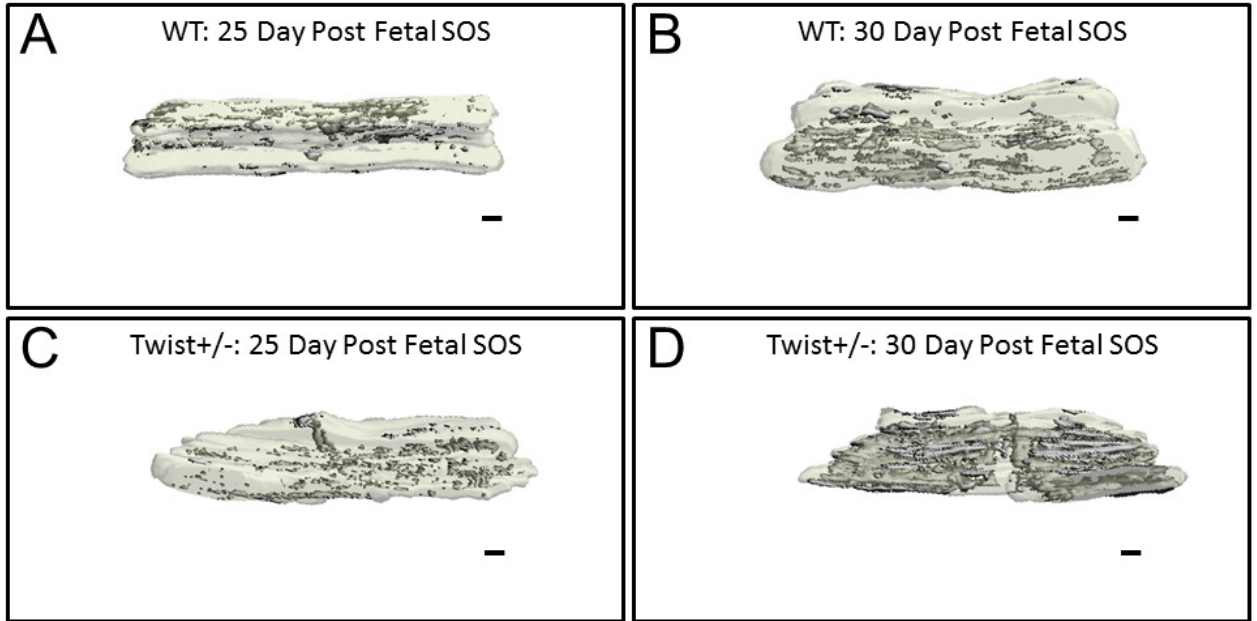 A
WT: 25 Day Post Fetal SOS
B
WT: 30 Day Post Fetal SOS
C
Twist+/-: 25 Day Post Fetal SOS
D
Twist+/-: 30 Day Post Fetal SOS